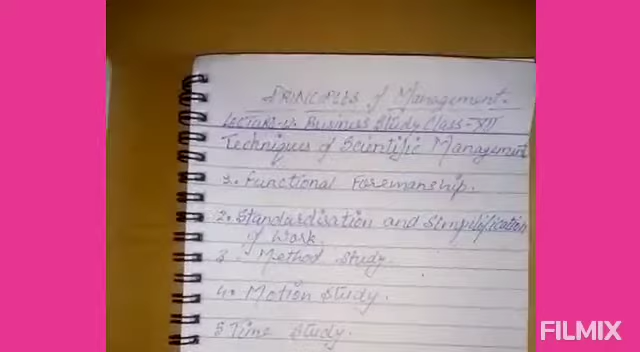 PRINCIPLES of Management.
LECTURE-V. Business Study Class-XII
Techniques of Scientific Management
1. Functional Foremanship.
2. Standardisation and Simplification
of Work.
3. Method Study.
4. Motion Study.
5 Time Study.
FILMIX